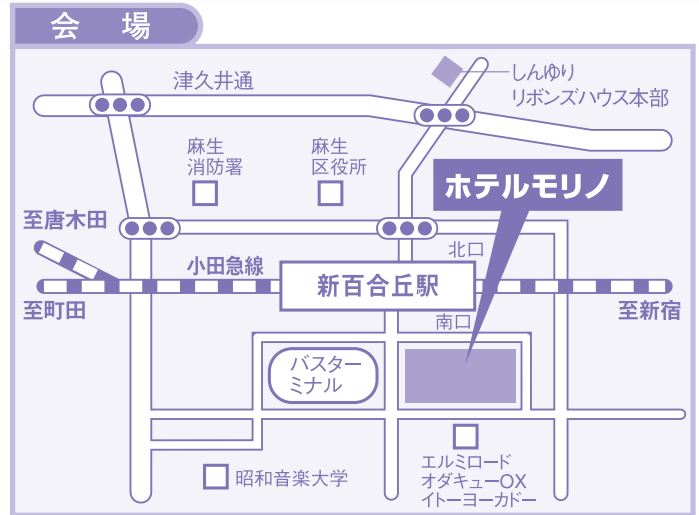 会場
津久井通
しんゆり
リボンズハウス本部
麻生
消防署
麻生
区役所
ホテルモリノ
至唐木田
北口
小田急線
新百合丘駅
至町田
至新宿
南口
バスター
ミナル
エルミロード
オダキューOX
イトーヨーカドー
昭和音楽大学